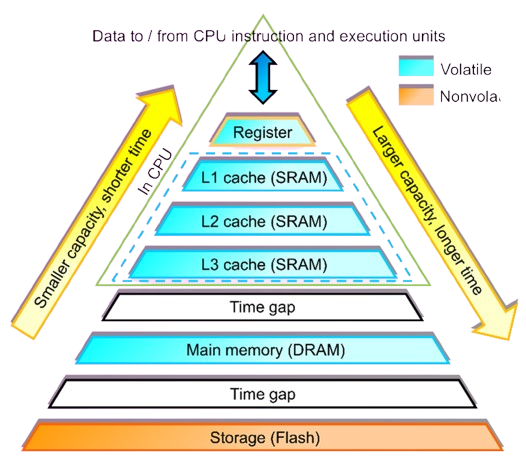 Data to / from CPU instruction and execution units
Volatile
Nonvola
Smaller capacity, shorter time
In CPU
Larger capacity, longer time
Register
L1 cache (SRAM)
L2 cache (SRAM)
L3 cache (SRAM)
Time gap
Main memory (DRAM)
Time gap
Storage (Flash)